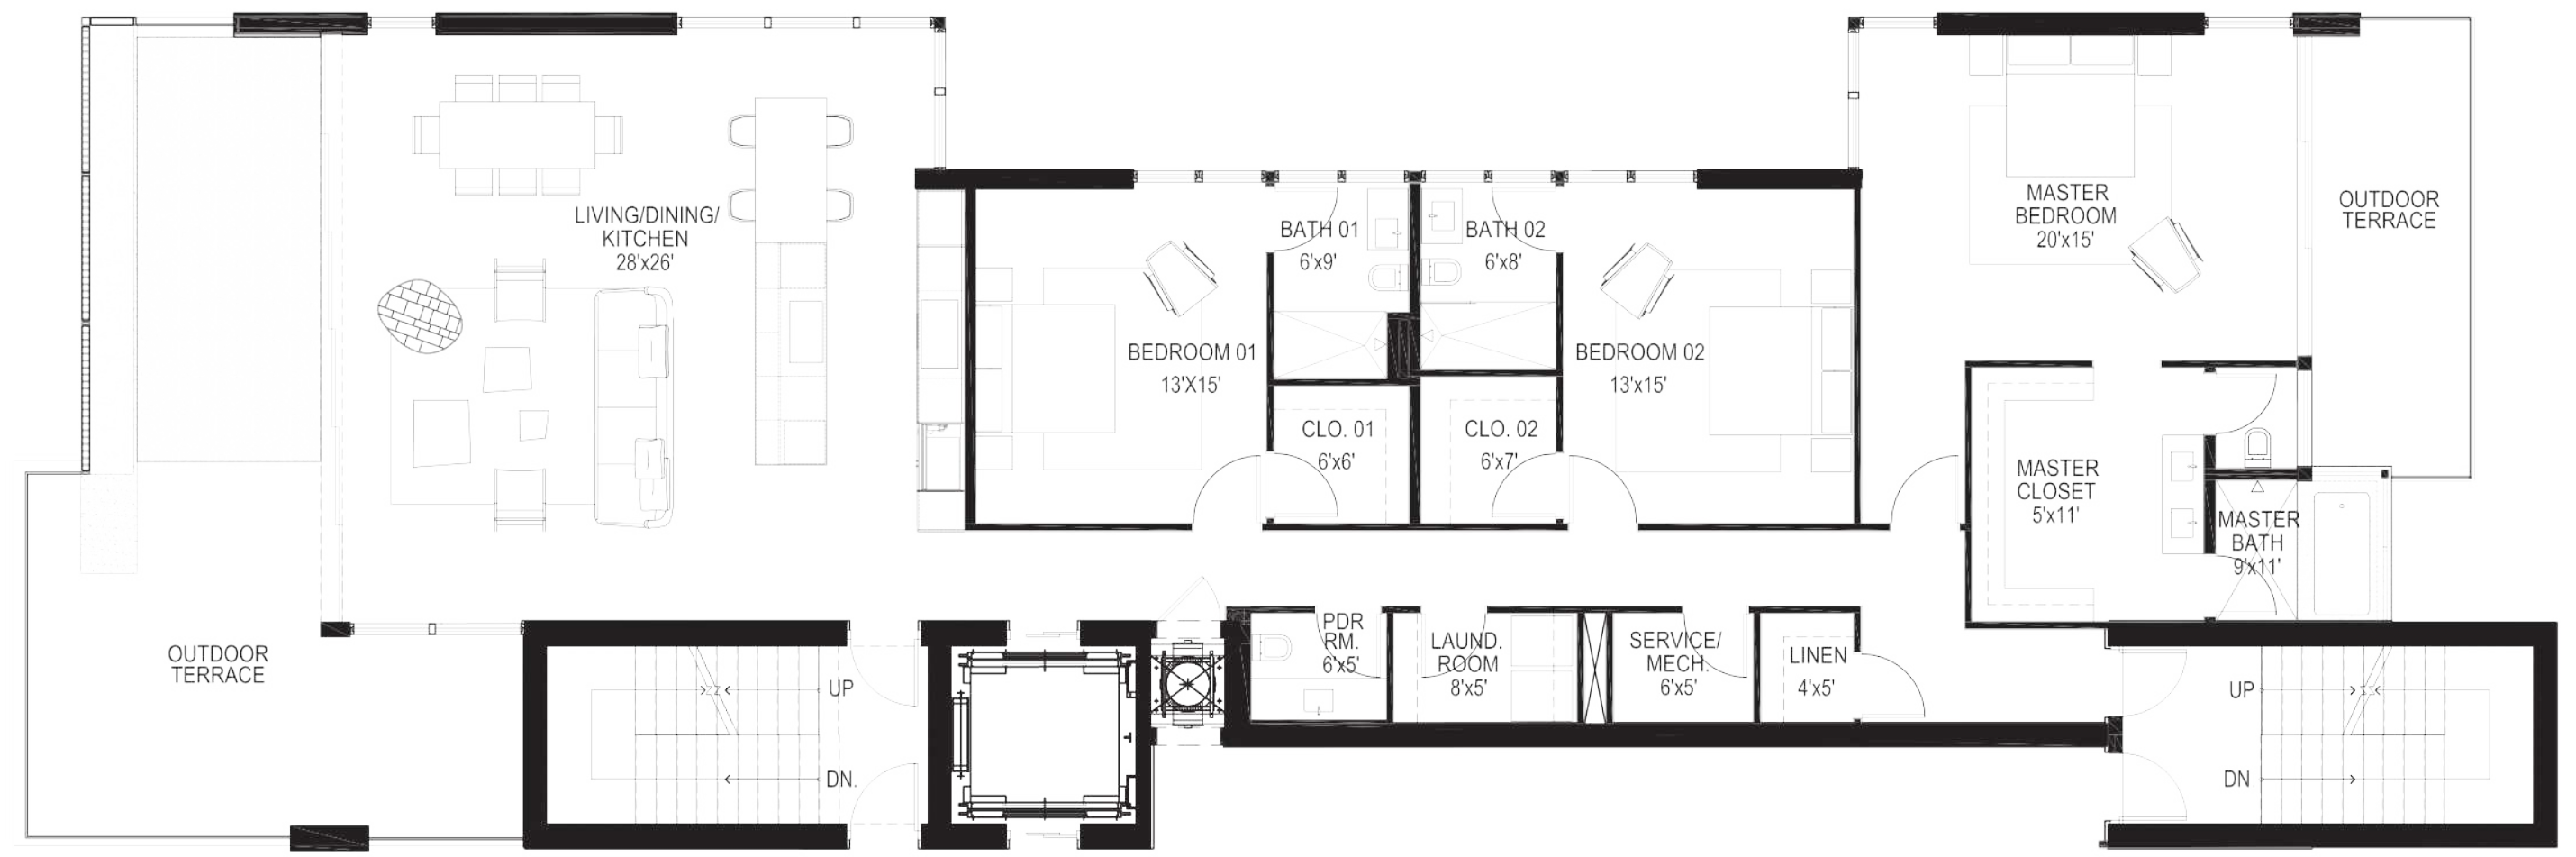 LIVING/DINING/
KITCHEN
28'x26'
BATH 01
6'x9'
BATH 02
6'x8'
MASTER
BEDROOM
20'x15'
OUTDOOR
TERRACE
BEDROOM 01
13'X15'
BEDROOM 02
13'x15'
CLO. 01
6'x6'
CLO. 02
6'x7'
MASTER
CLOSET
5'x11'
MASTER
BATH
9'x11'
OUTDOOR
TERRACE
UP
DN.
PDR
RM.
6'x5'
LAUND.
ROOM
8'x5'
SERVICE/
MECH.
6'x5'
LINEN
4'x5'
UP
DN